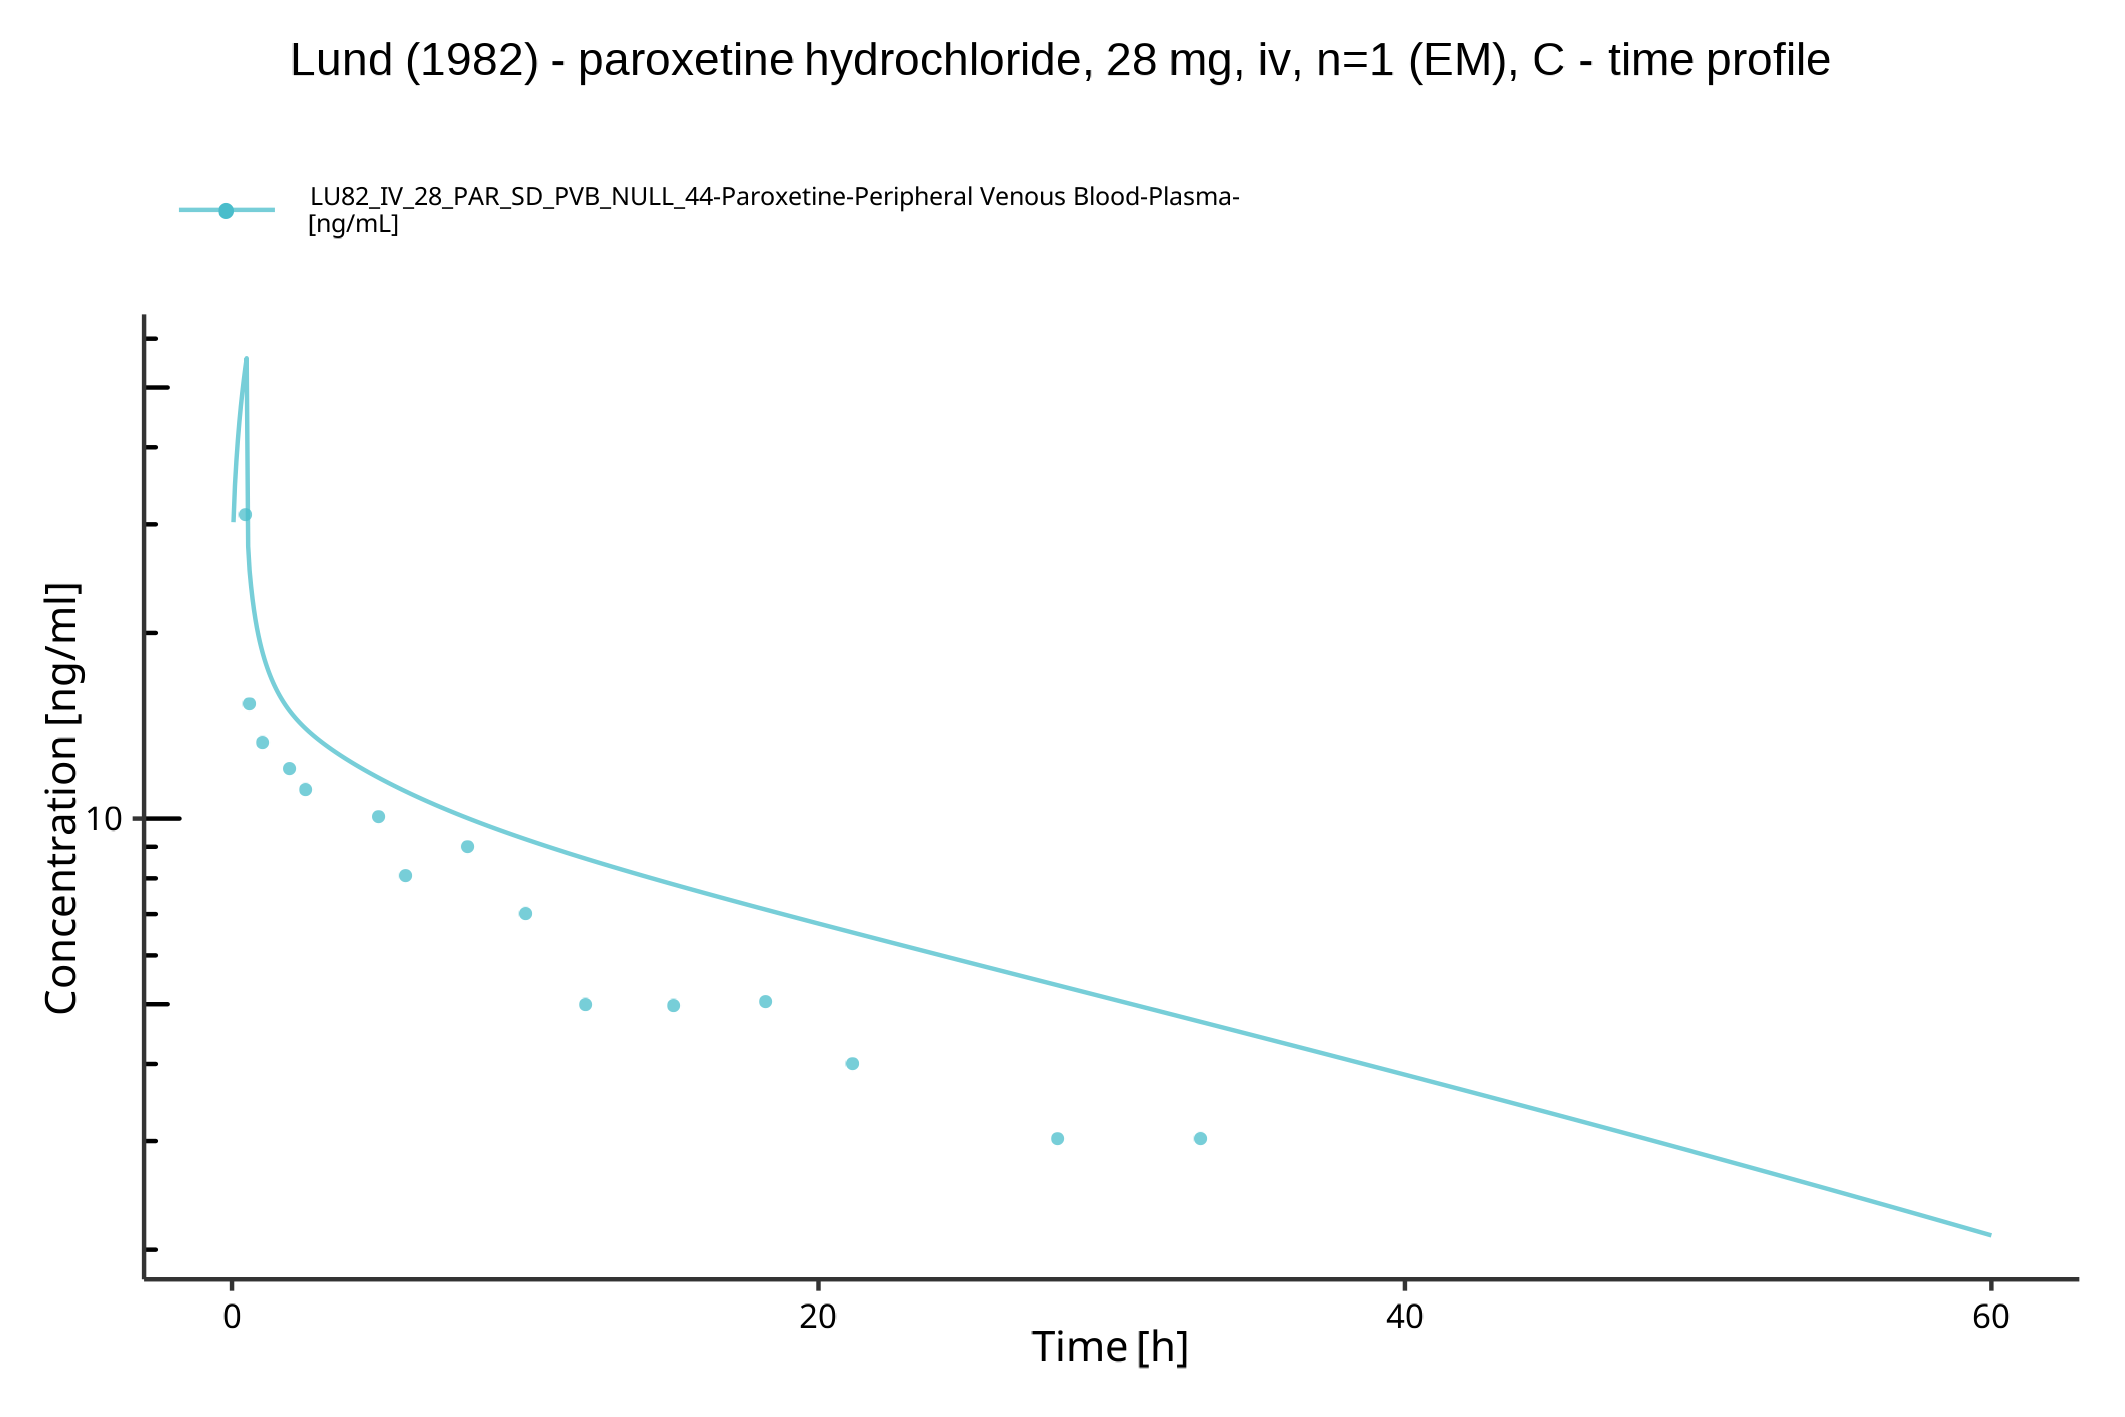 Lund (1982) - paroxetine hydrochloride, 28 mg, iv, n=1 (EM), C - time profile
LU82_IV_28_PAR_SD_PVB_NULL_44-Paroxetine-Peripheral Venous Blood-Plasma-
[ng/mL]
Concentration [ng/ml]
10
0
20
40
60
Time [h]